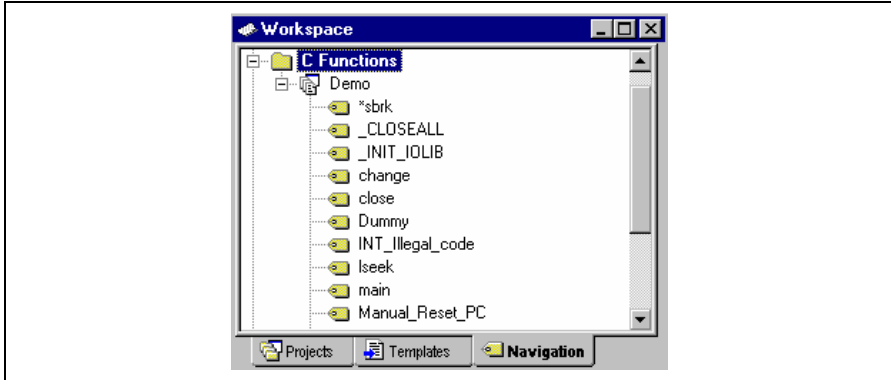 Workspace
C Functions
Demo
*sbrk
_CLOSEALL
_INIT_IOLIB
change
close
Dummy
INT_Illegal_code
lseek
main
Manual_Reset_PC
Projects Templates Navigation